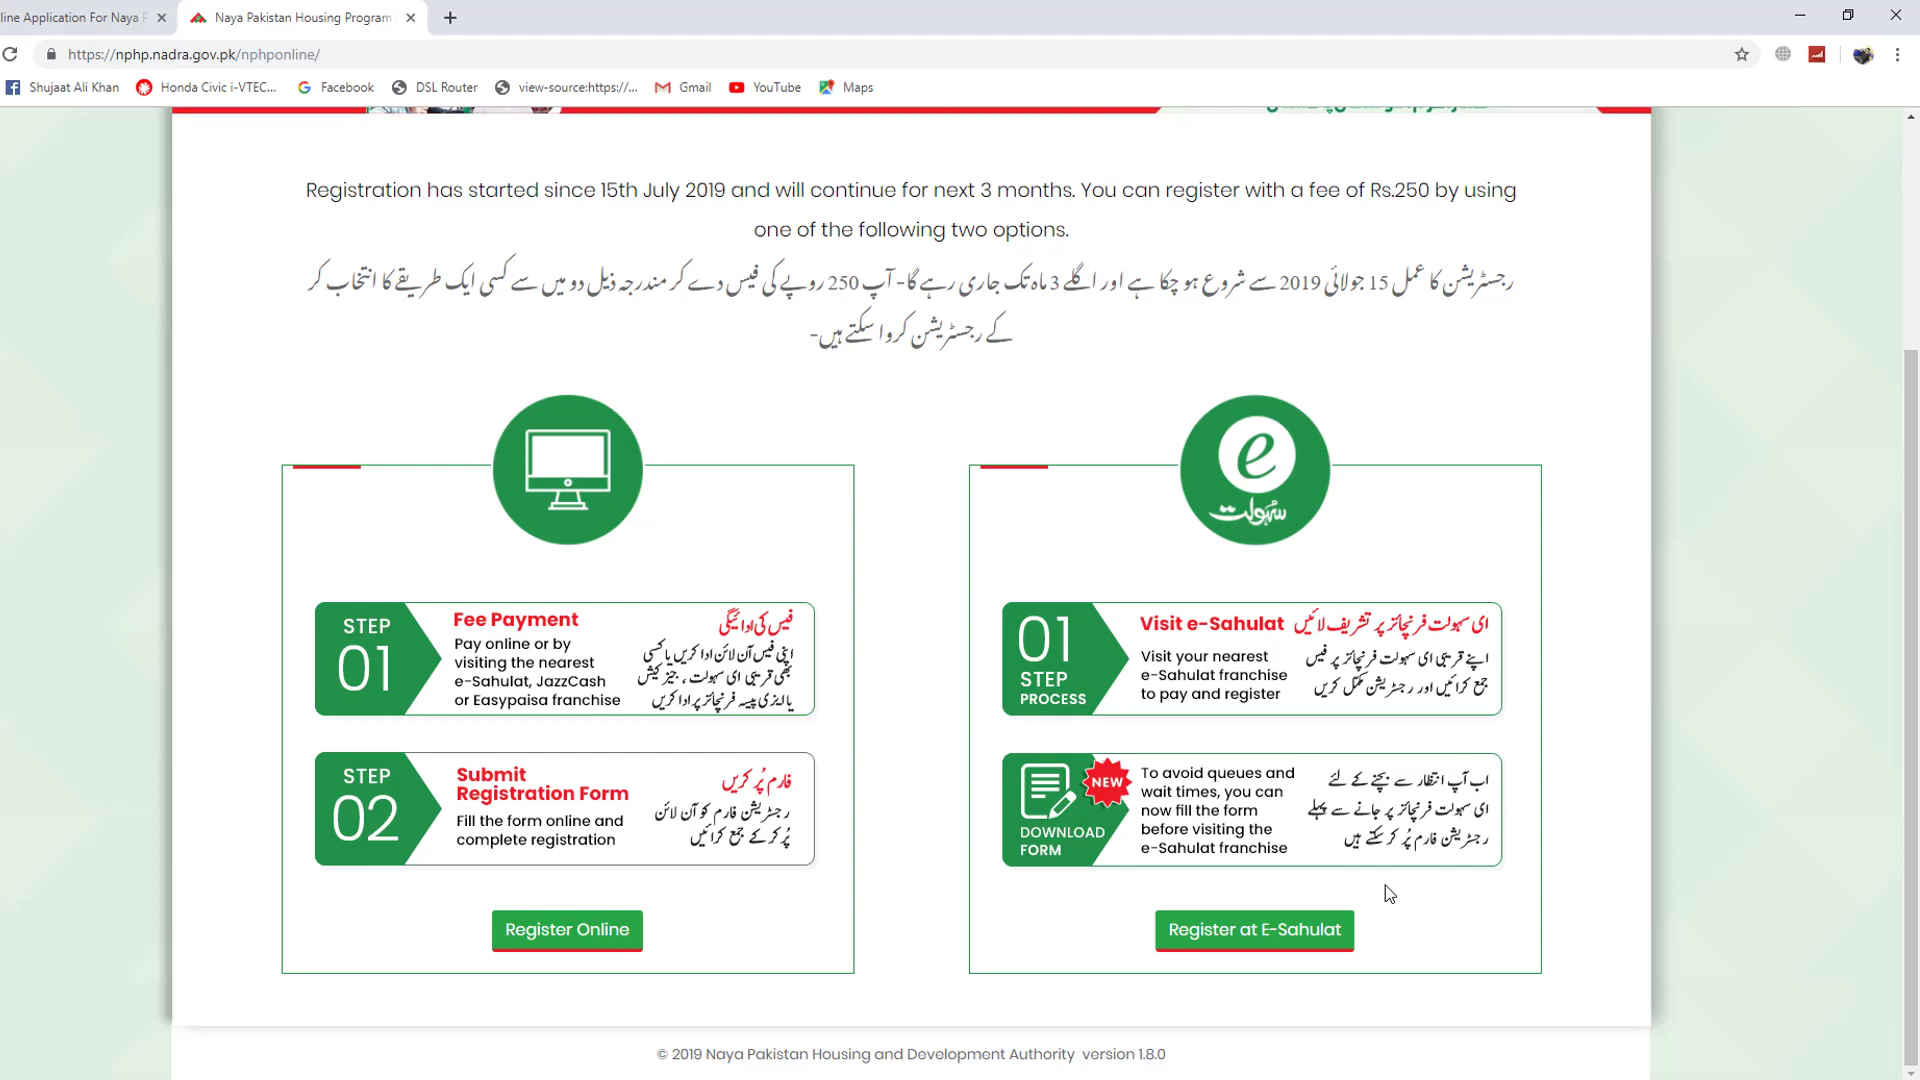 line Application For Naya P
Naya Pakistan Housing Program
https://nphp.nadra.gov.pk/nphponline/
Shujaat Ali Khan
Honda Civic i-VTEC...
Facebook
DSL Router
view-source:https://...
Gmail
YouTube
Maps
Registration has started since 15th July 2019 and will continue for next 3 months. You can register with a fee of Rs.250 by using
one of the following two options.
رجسٹریشن کا عمل 15 جولائی 2019 سے شروع ہو چکا ہے اور اگلے 3 ماہ تک جاری رہے گا- آپ 250 روپے کی فیس دے کر مندرجہ ذیل دو میں سے کسی ایک طریقے کا انتخاب کر
کے رجسٹریشن کروا سکتے ہیں-
e
سہولت
STEP
01
Fee Payment
Pay online or by
visiting the nearest
e-Sahulat, JazzCash
or Easypaisa franchise
فیس کی ادائیگی
اپنی فیس آن لائن ادا کریں یا کسی
بھی قریبی ای سہولت ، جیز کیش
یا ایزی پیسہ فرنچائز پر ادا کریں
STEP
02
Submit
Registration Form
Fill the form online and
complete registration
فارم پُر کریں
رجسٹریشن فارم کو آن لائن
پُر کر کے جمع کرائیں
Register Online
01
STEP
PROCESS
Visit e-Sahulat
Visit your nearest
e-Sahulat franchise
to pay and register
ای سہولت فرنچائز پر تشریف لائیں
اپنے قریبی ای سہولت فرنچائز پر فیس
جمع کرائیں اور رجسٹریشن مکمل کریں
DOWNLOAD
FORM
NEW
To avoid queues and
wait times, you can
now fill the form
before visiting the
e-Sahulat franchise
اب آپ انتظار سے بچنے کے لئے
ای سہولت فرنچائز پر جانے سے پہلے
رجسٹریشن فارم پُر کر سکتے ہیں
Register at E-Sahulat
© 2019 Naya Pakistan Housing and Development Authority version 1.8.0